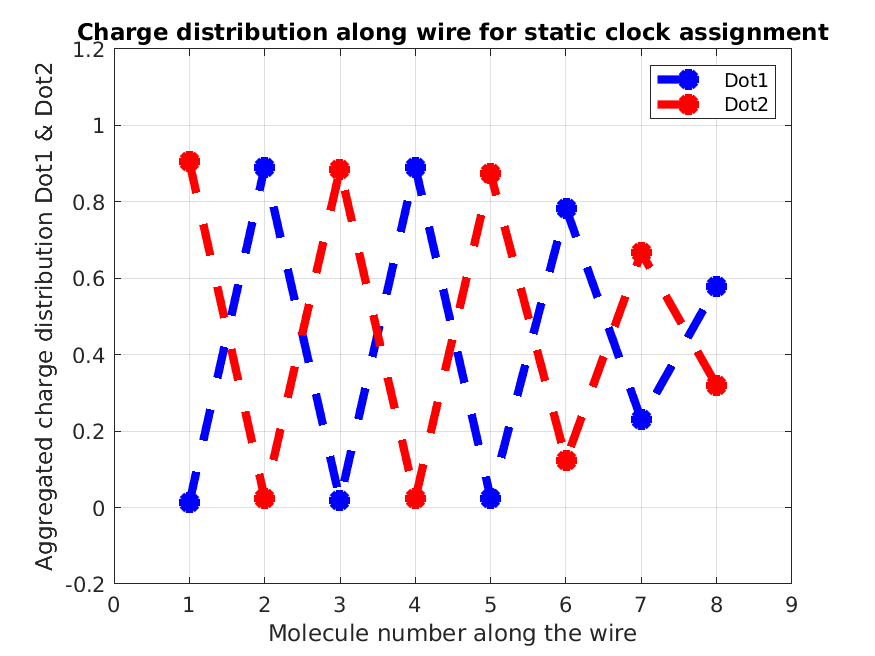 Charge distribution along wire for static clock assignment
Aggregated charge distribution Dot1 & Dot2
1.2
1
0.8
0.6
0.4
0.2
0
-0.2
Dot1
Dot2
0 1 2 3 4 5 6 7 8 9
Molecule number along the wire